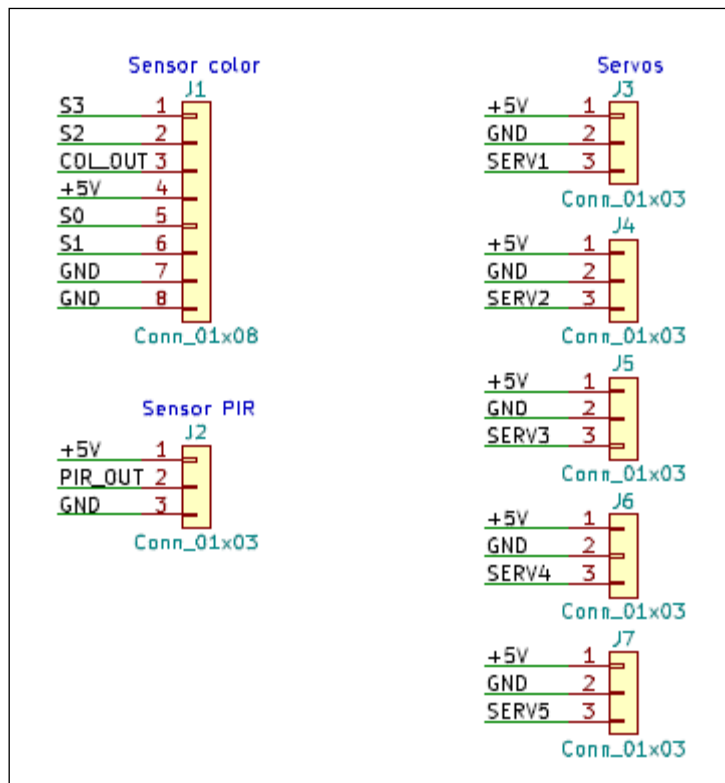 Sensor color
J1
S3 1
S2 2
COL_OUT 3
+5V 4
S0 5
S1 6
GND 7
GND 8
Conn_01x08
Sensor PIR
J2
+5V 1
PIR_OUT 2
GND 3
Conn_01x03
Servos
J3
+5V 1
GND 2
SERV1 3
Conn_01x03
J4
+5V 1
GND 2
SERV2 3
Conn_01x03
J5
+5V 1
GND 2
SERV3 3
Conn_01x03
J6
+5V 1
GND 2
SERV4 3
Conn_01x03
J7
+5V 1
GND 2
SERV5 3
Conn_01x03